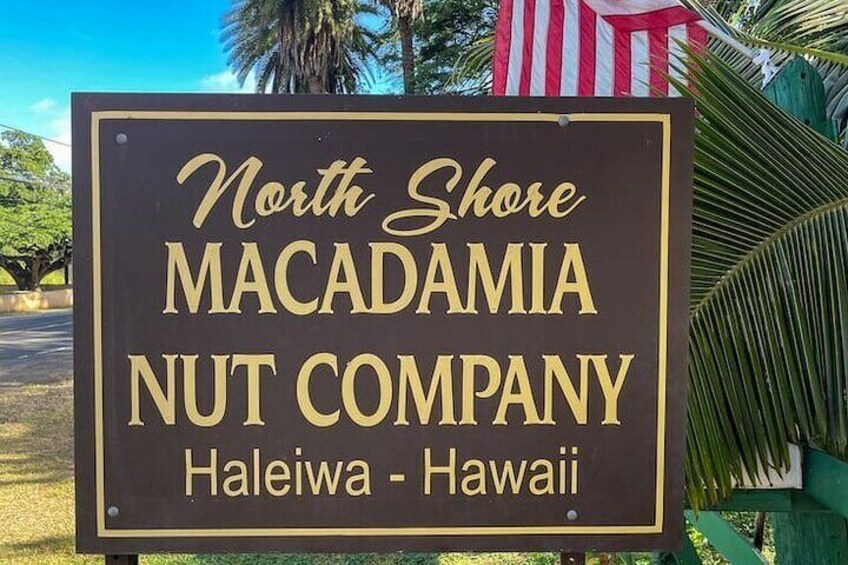 North Shore
MACADAMIA
NUT COMPANY
Haleiwa - Hawaii